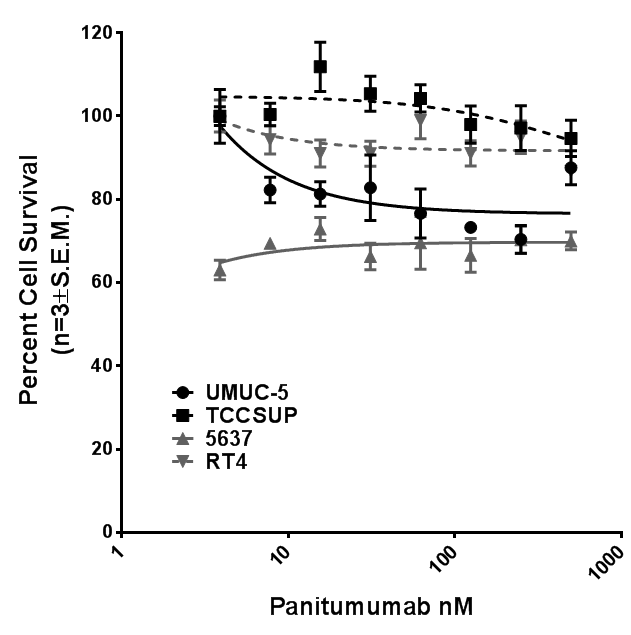 120
100
80
60
40
20
0
Percent Cell Survival
(n=3±S.E.M.)
UMUC-5
TCCSUP
5637
RT4
1
10
100
1000
Panitumumab nM